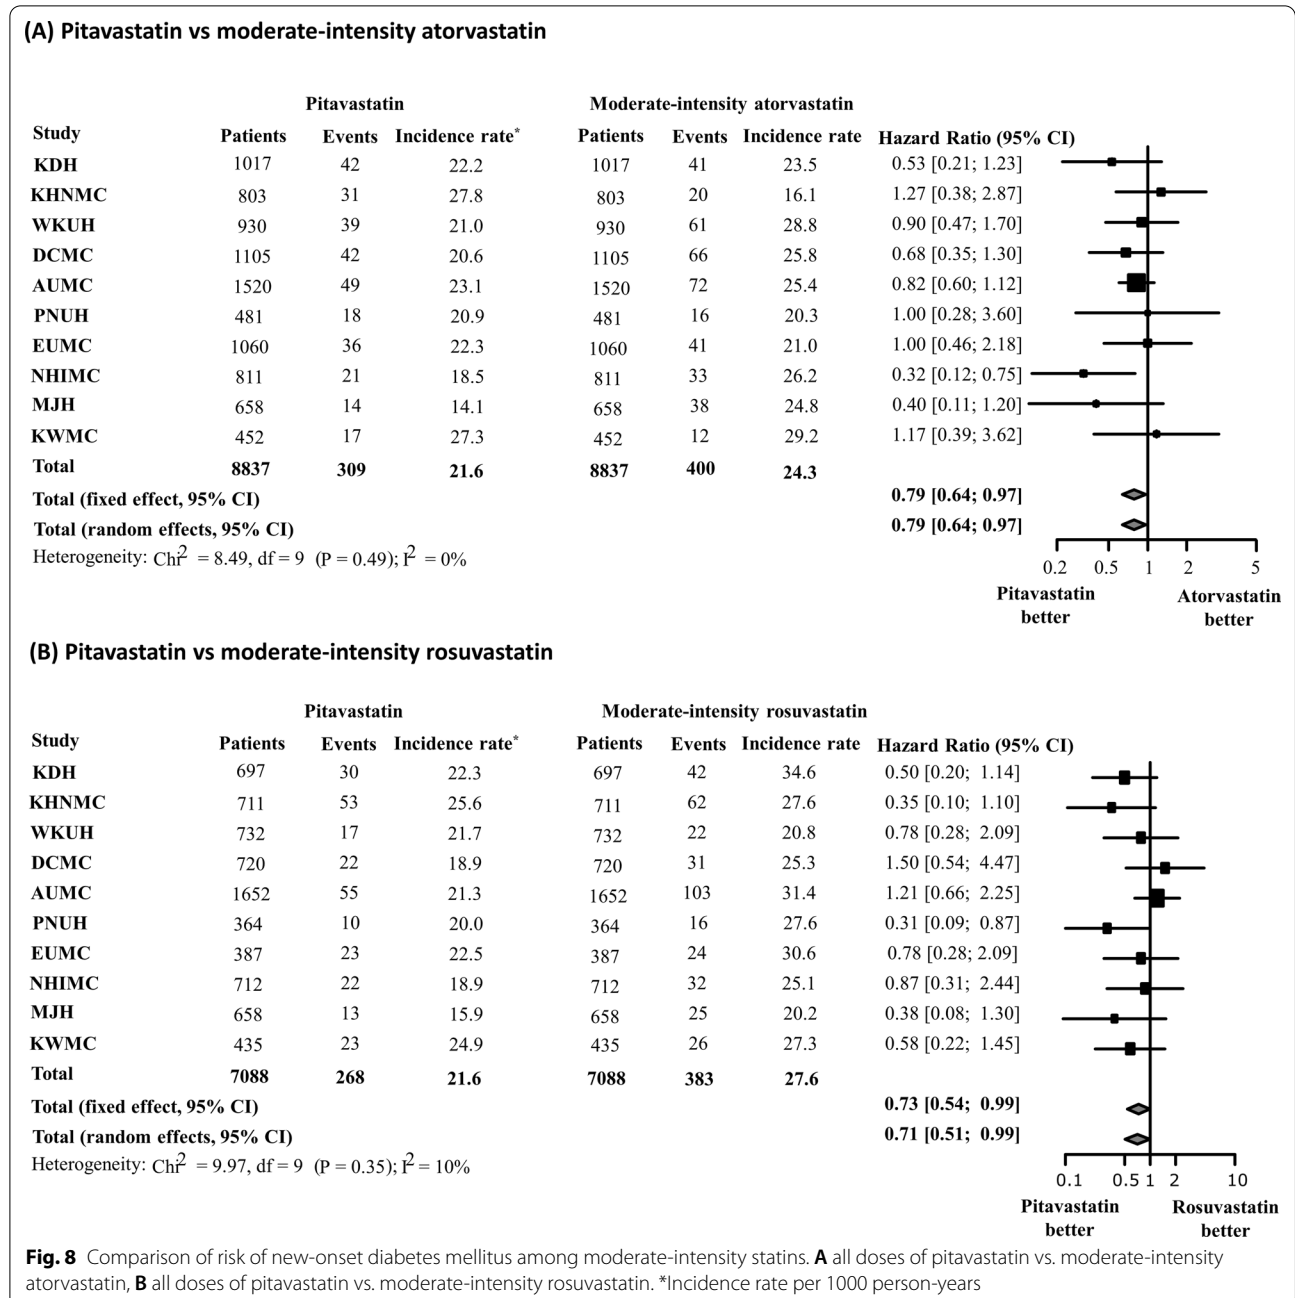 (A) Pitavastatin vs moderate-intensity atorvastatin
Pitavastatin Moderate-intensity atorvastatin
Study Patients Events Incidence rate* Patients Events Incidence rate Hazard Ratio (95% CI)
KDH 1017 42 22.2 1017 41 23.5 0.53 [0.21; 1.23]
KHNMC 803 31 27.8 803 20 16.1 1.27 [0.38; 2.87]
WKUH 930 39 21.0 930 61 28.8 0.90 [0.47; 1.70]
DCMC 1105 42 20.6 1105 66 25.8 0.68 [0.35; 1.30]
AUMC 1520 49 23.1 1520 72 25.4 0.82 [0.60; 1.12]
PNUH 481 18 20.9 481 16 20.3 1.00 [0.28; 3.60]
EUMC 1060 36 22.3 1060 41 21.0 1.00 [0.46; 2.18]
NHIMC 811 21 18.5 811 33 26.2 0.32 [0.12; 0.75]
MJH 658 14 14.1 658 38 24.8 0.40 [0.11; 1.20]
KWMC 452 17 27.3 452 12 29.2 1.17 [0.39; 3.62]
Total 8837 309 21.6 8837 400 24.3
Total (fixed effect, 95% CI) 0.79 [0.64; 0.97]
Total (random effects, 95% CI) 0.79 [0.64; 0.97]
Heterogeneity: Chi2 = 8.49, df = 9 (P = 0.49); I2 = 0%
0.2 0.5 1 2 5
Pitavastatin better Atorvastatin better
(B) Pitavastatin vs moderate-intensity rosuvastatin
Pitavastatin Moderate-intensity rosuvastatin
Study Patients Events Incidence rate* Patients Events Incidence rate Hazard Ratio (95% CI)
KDH 697 30 22.3 697 42 34.6 0.50 [0.20; 1.14]
KHNMC 711 53 25.6 711 62 27.6 0.35 [0.10; 1.10]
WKUH 732 17 21.7 732 22 20.8 0.78 [0.28; 2.09]
DCMC 720 22 18.9 720 31 25.3 1.50 [0.54; 4.47]
AUMC 1652 55 21.3 1652 103 31.4 1.21 [0.66; 2.25]
PNUH 364 10 20.0 364 16 27.6 0.31 [0.09; 0.87]
EUMC 387 23 22.5 387 24 30.6 0.78 [0.28; 2.09]
NHIMC 712 22 18.9 712 32 25.1 0.87 [0.31; 2.44]
MJH 658 13 15.9 658 25 20.2 0.38 [0.08; 1.30]
KWMC 435 23 24.9 435 26 27.3 0.58 [0.22; 1.45]
Total 7088 268 21.6 7088 383 27.6
Total (fixed effect, 95% CI) 0.73 [0.54; 0.99]
Total (random effects, 95% CI) 0.71 [0.51; 0.99]
Heterogeneity: Chi2 = 9.97, df = 9 (P = 0.35); I2 = 10%
0.1 0.5 1 2 10
Pitavastatin better Rosuvastatin better
Fig. 8 Comparison of risk of new-onset diabetes mellitus among moderate-intensity statins. A all doses of pitavastatin vs. moderate-intensity
atorvastatin, B all doses of pitavastatin vs. moderate-intensity rosuvastatin. *Incidence rate per 1000 person-years